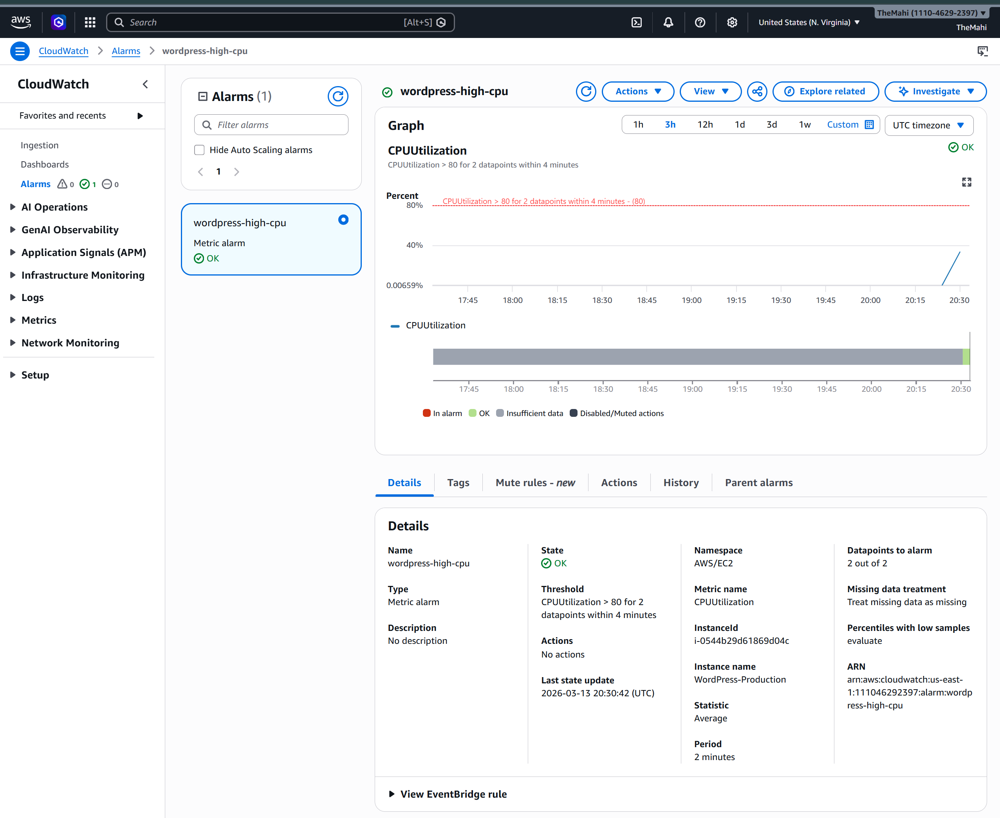 aws
Search
[Alt+S]
United States (N. Virginia)
TheMahi (1110-4629-2397)
TheMahi
CloudWatch
Alarms
wordpress-high-cpu
CloudWatch
Favorites and recents
Ingestion
Dashboards
Alarms 0 1 0
AI Operations
GenAI Observability
Application Signals (APM)
Infrastructure Monitoring
Logs
Metrics
Network Monitoring
Setup
Alarms (1)
Filter alarms
Hide Auto Scaling alarms
1
wordpress-high-cpu
Metric alarm
OK
wordpress-high-cpu
Actions
View
Explore related
Investigate
Graph
1h 3h 12h 1d 3d 1w Custom
UTC timezone
CPUUtilization
OK
CPUUtilization > 80 for 2 datapoints within 4 minutes
Percent
CPUUtilization > 80 for 2 datapoints within 4 minutes - (80)
80%
40%
0.00659%
17:45 18:00 18:15 18:30 18:45 19:00 19:15 19:30 19:45 20:00 20:15 20:30
CPUUtilization
17:45 18:00 18:15 18:30 18:45 19:00 19:15 19:30 19:45 20:00 20:15 20:30
In alarm OK Insufficient data Disabled/Muted actions
Details
Tags
Mute rules - new
Actions
History
Parent alarms
Details
Name
wordpress-high-cpu
Type
Metric alarm
Description
No description
State
OK
Threshold
CPUUtilization > 80 for 2
datapoints within 4 minutes
Actions
No actions
Last state update
2026-03-13 20:30:42 (UTC)
Namespace
AWS/EC2
Metric name
CPUUtilization
InstanceId
i-0544b29d61869d04c
Instance name
WordPress-Production
Statistic
Average
Period
2 minutes
Datapoints to alarm
2 out of 2
Missing data treatment
Treat missing data as missing
Percentiles with low samples
evaluate
ARN
arn:aws:cloudwatch:us-east-
1:111046292397:alarm:wordp
ress-high-cpu
View EventBridge rule